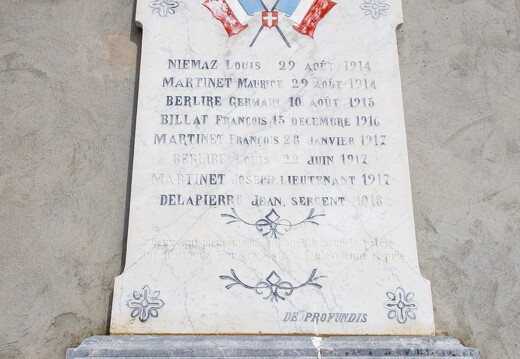 NIEMAZ LOUIS 29 AOÛT 1914
MARTINET MAURICE 29 AOÛT 1914
BERLIRE GERMAIN 10 AOÛT 1915
BILLAT FRANÇOIS 15 DÉCEMBRE 1916
MARTINET FRANÇOIS 28 JANVIER 1917
BERLIRE LOUIS 22 JUIN 1917
MARTINET JOSEPH, LIEUTENANT 1917
DELAPIERRE JEAN, SERGENT 1918
la patrie
DE PROFUNDIS